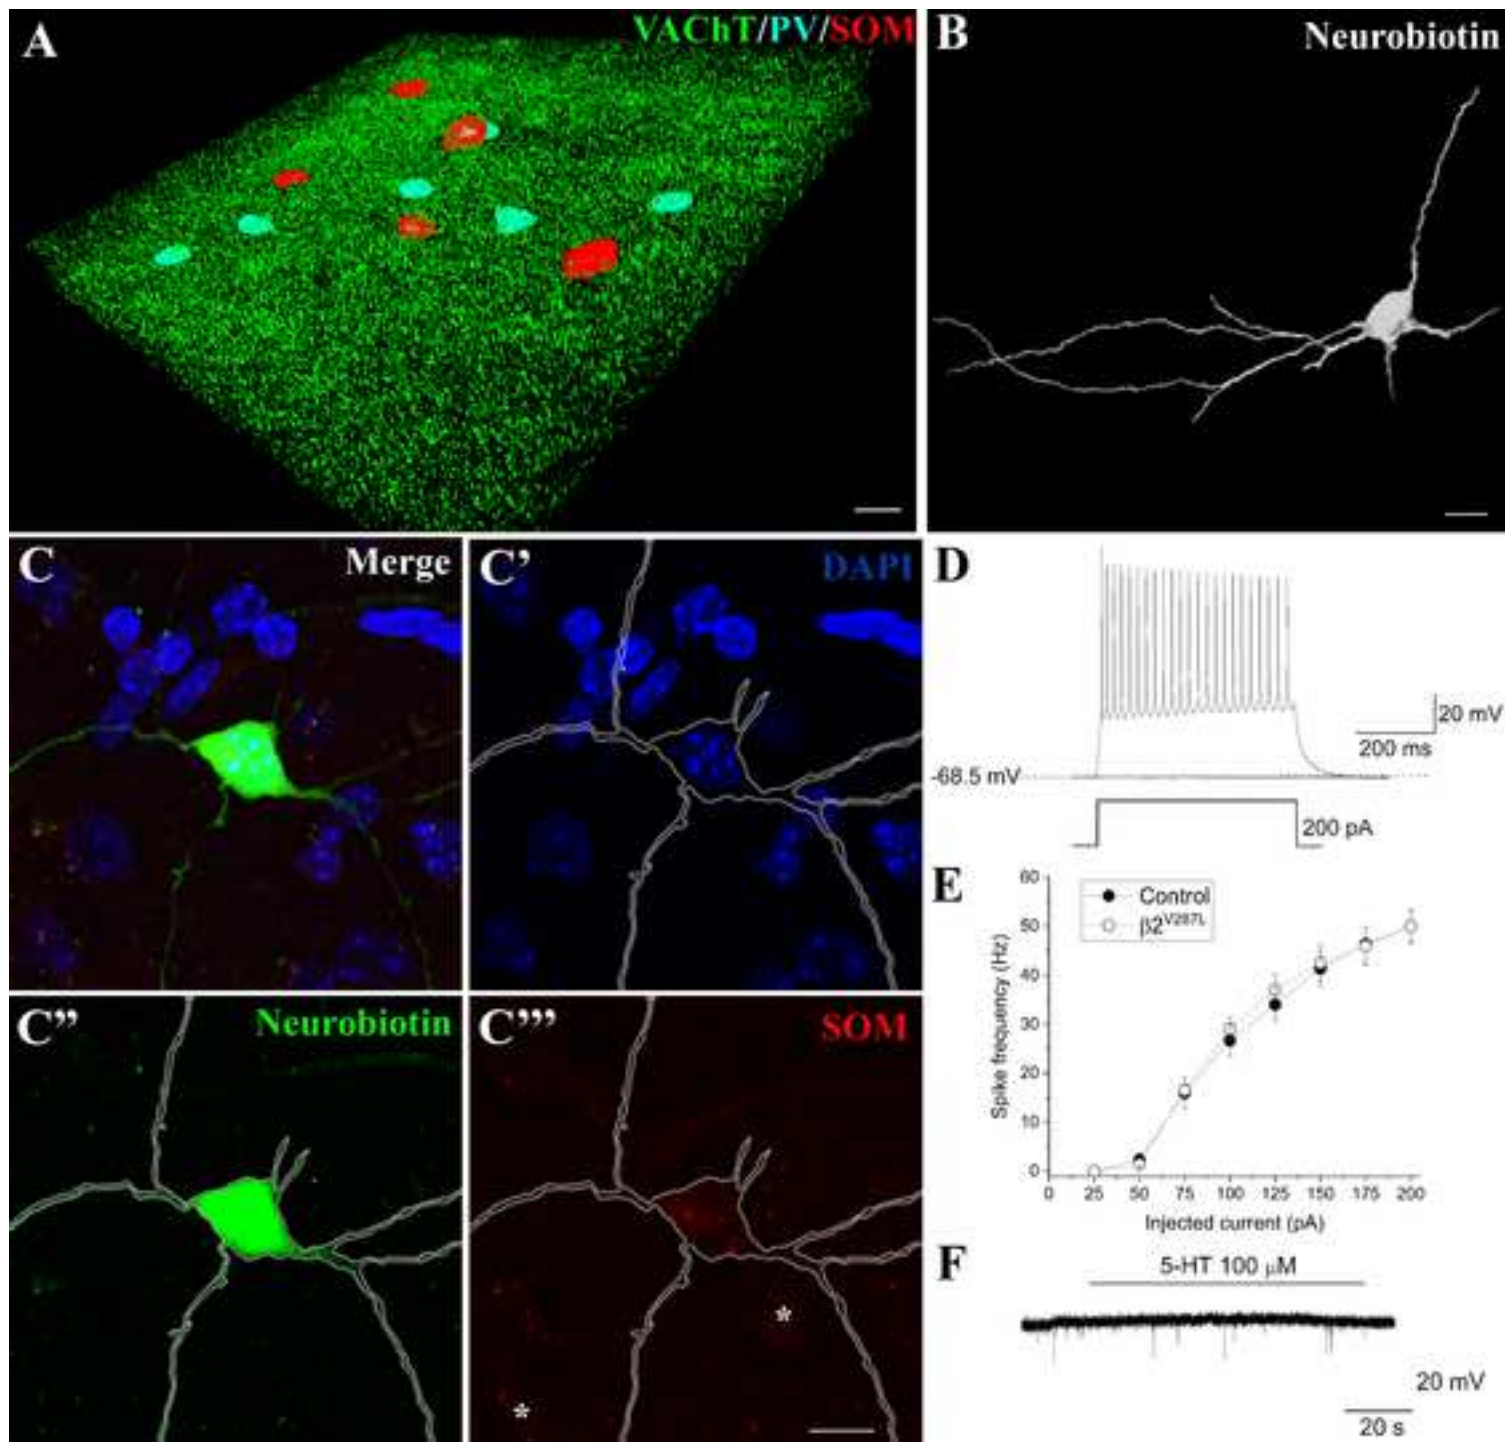 A
VAChT/PV/SOM
B
Neurobiotin
C
Merge
C'
DAPI
D
20 mV
200 ms
-68.5 mV
200 pA
C''
Neurobiotin
C'''
SOM
*
*
E
60
50
40
30
20
10
0
Spike frequency (Hz)
Control
β2V287L
0 25 50 75 100 125 150 175 200
Injected current (pA)
F
5-HT 100 μM
20 mV
20 s